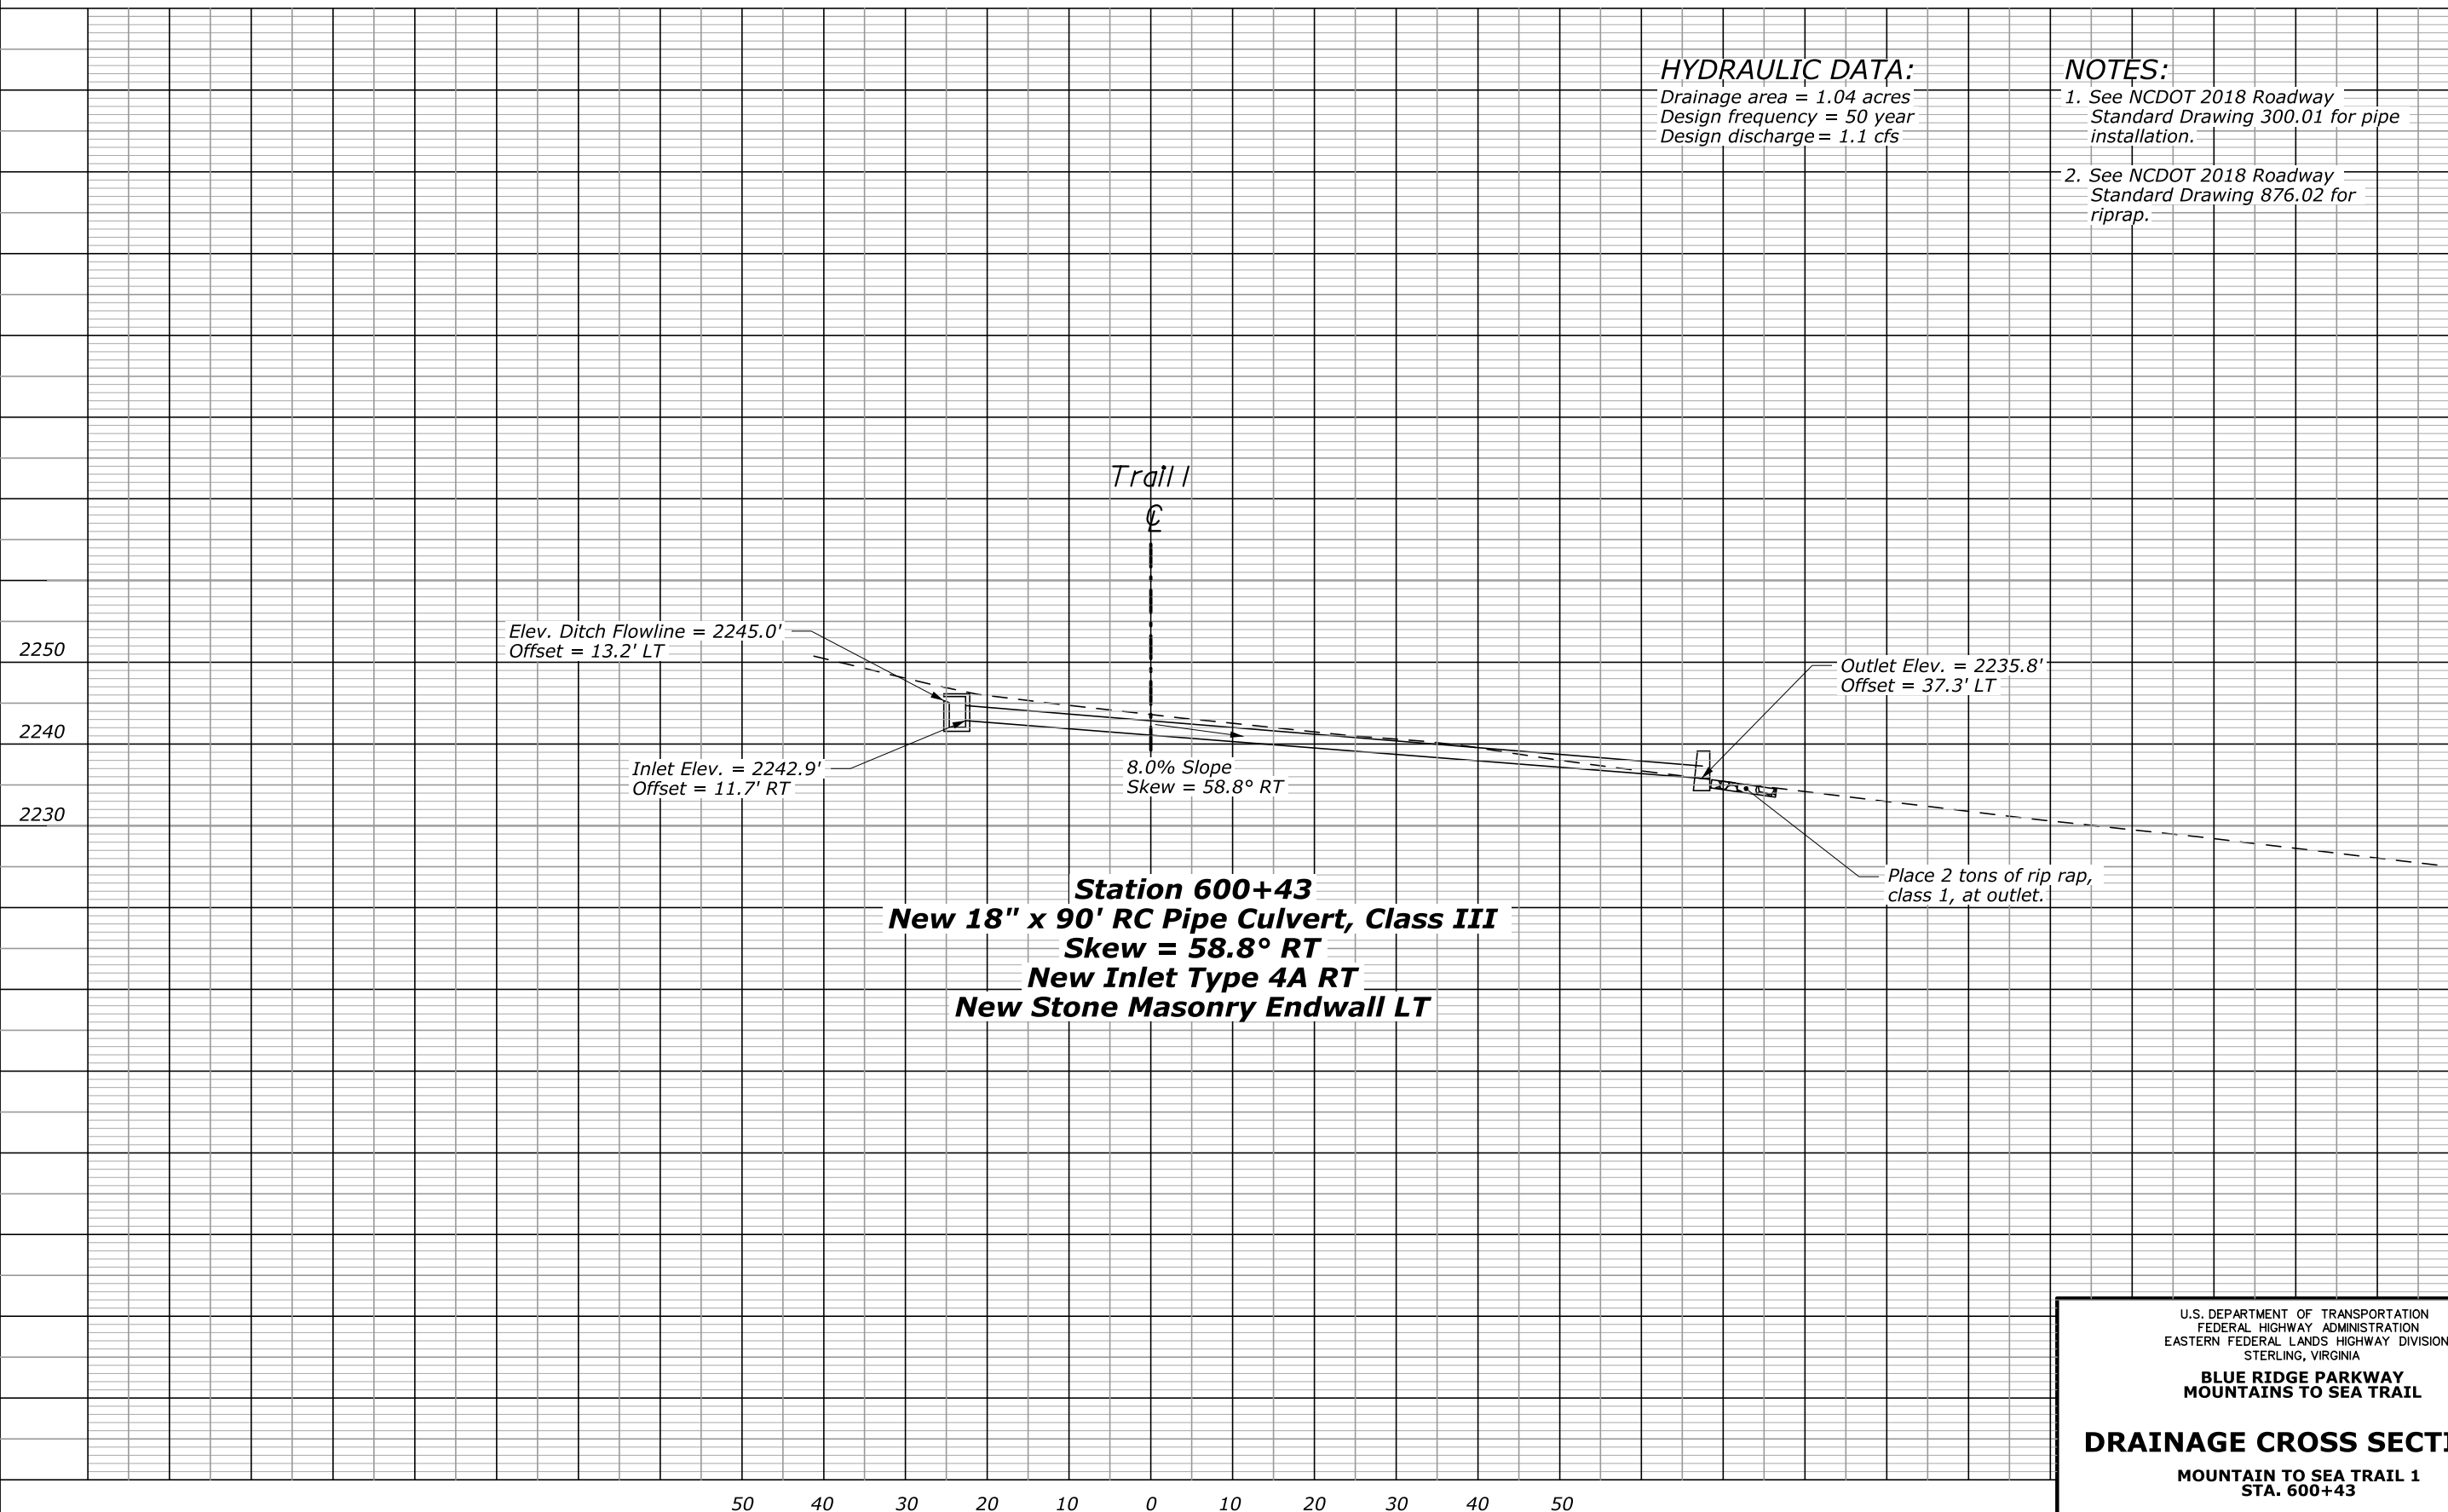 HYDRAULIC DATA:
Drainage area = 1.04 acres
Design frequency = 50 year
Design discharge = 1.1 cfs
NOTES:
1. See NCDOT 2018 Roadway
Standard Drawing 300.01 for pipe
installation.
2. See NCDOT 2018 Roadway
Standard Drawing 876.02 for
riprap.
Trail 1
℄
Elev. Ditch Flowline = 2245.0'
Offset = 13.2' LT
2250
Outlet Elev. = 2235.8'
Offset = 37.3' LT
2240
Inlet Elev. = 2242.9'
Offset = 11.7' RT
8.0% Slope
Skew = 58.8° RT
2230
Place 2 tons of rip rap,
class 1, at outlet.
Station 600+43
New 18" x 90' RC Pipe Culvert, Class III
Skew = 58.8° RT
New Inlet Type 4A RT
New Stone Masonry Endwall LT
U.S. DEPARTMENT OF TRANSPORTATION
FEDERAL HIGHWAY ADMINISTRATION
EASTERN FEDERAL LANDS HIGHWAY DIVISION
STERLING, VIRGINIA
BLUE RIDGE PARKWAY
MOUNTAINS TO SEA TRAIL
DRAINAGE CROSS SECTI
MOUNTAIN TO SEA TRAIL 1
STA. 600+43
50 40 30 20 10 0 10 20 30 40 50